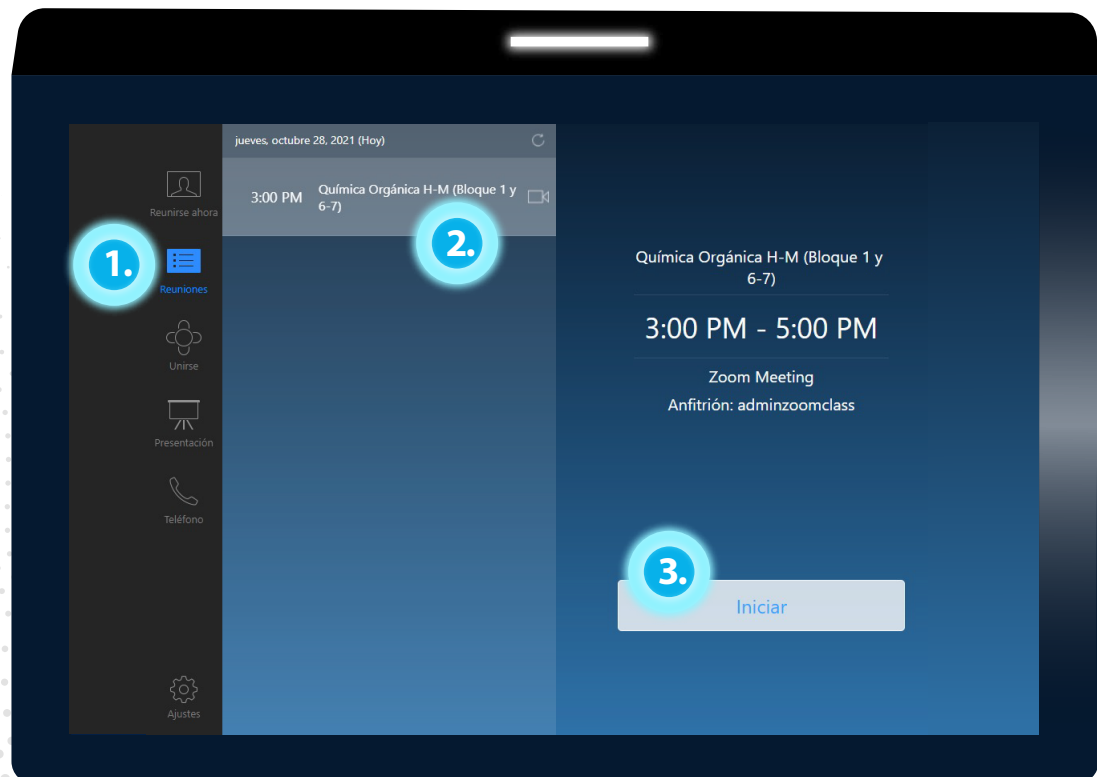 jueves, octubre 28, 2021 (Hoy)
Reunirse ahora
1.
Reuniones
Unirse
Presentación
Teléfono
Ajustes
3:00 PM
Química Orgánica H-M (Bloque 1 y
6-7)
2.
Química Orgánica H-M (Bloque 1 y
6-7)
3:00 PM - 5:00 PM
Zoom Meeting
Anfitrión: adminzoomclass
3.
Iniciar